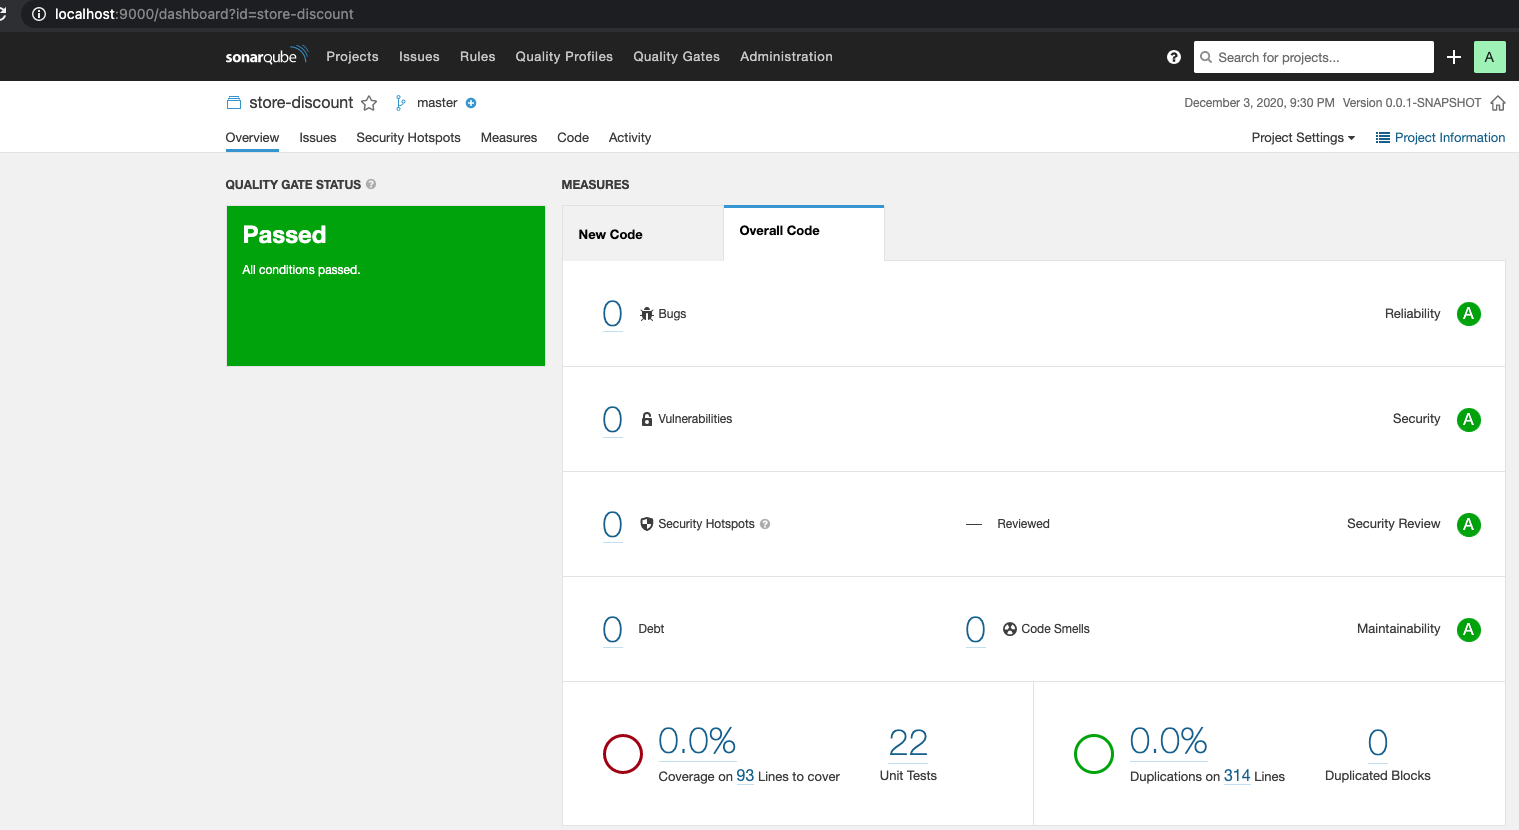 localhost:9000/dashboard?id=store-discount
sonarqube Projects Issues Rules Quality Profiles Quality Gates Administration ? Search for projects... A
store-discount master December 3, 2020, 9:30 PM Version 0.0.1-SNAPSHOT
Overview Issues Security Hotspots Measures Code Activity Project Settings Project Information
QUALITY GATE STATUS ? MEASURES
Passed
All conditions passed.
New Code Overall Code
0 Bugs Reliability A
0 Vulnerabilities Security A
0 Security Hotspots ? — Reviewed Security Review A
0 Debt 0 Code Smells Maintainability A
0.0% 22 0.0% 0
Coverage on 93 Lines to cover Unit Tests Duplications on 314 Lines Duplicated Blocks